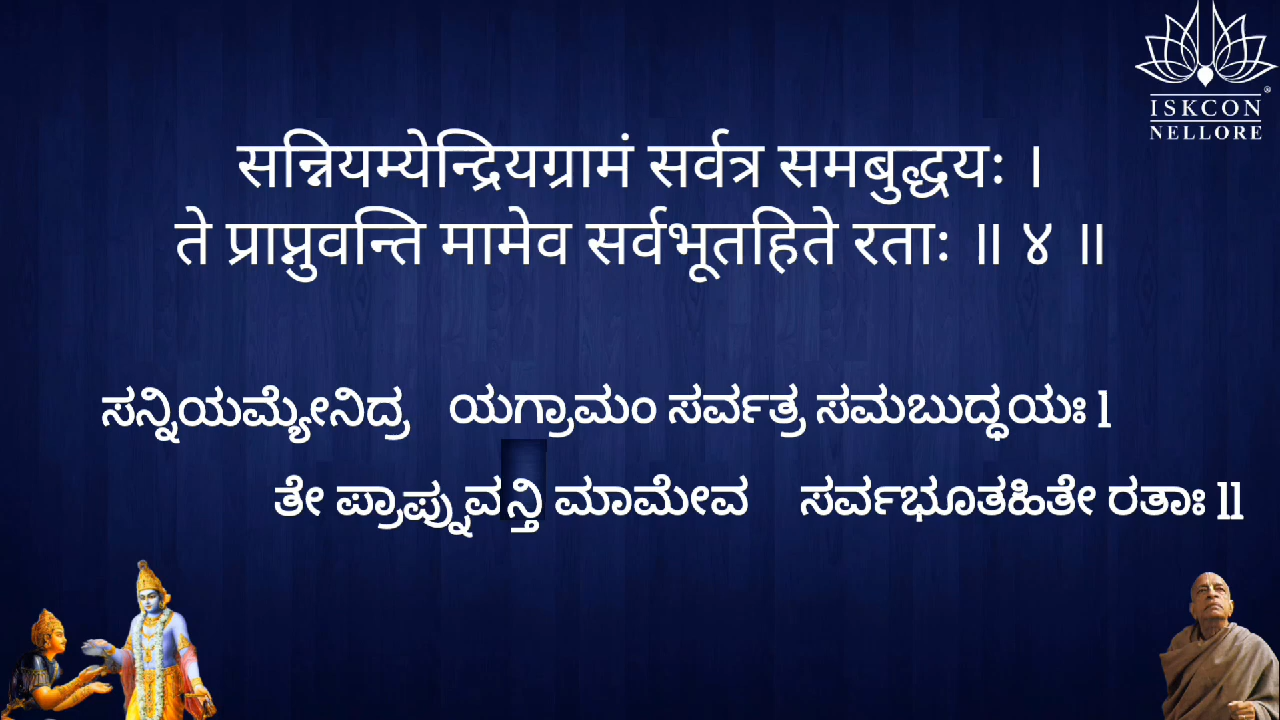 ISKCON
NELLORE
सन्नियम्येन्द्रियग्रामं सर्वत्र समबुद्धयः ।
ते प्राप्नुवन्ति मामेव सर्वभूतहिते रताः ॥ ४ ॥
ಸನ್ನಿಯಮ್ಯೇನಿದ್ರ ಯಗ್ರಾಮಂ ಸರ್ವತ್ರ ಸಮಬುದ್ಧಯಃ l
ತೇ ಪ್ರಾಪ್ನುವನ್ತಿ ಮಾಮೇವ ಸರ್ವಭೂತಹಿತೇ ರತಾಃ ll